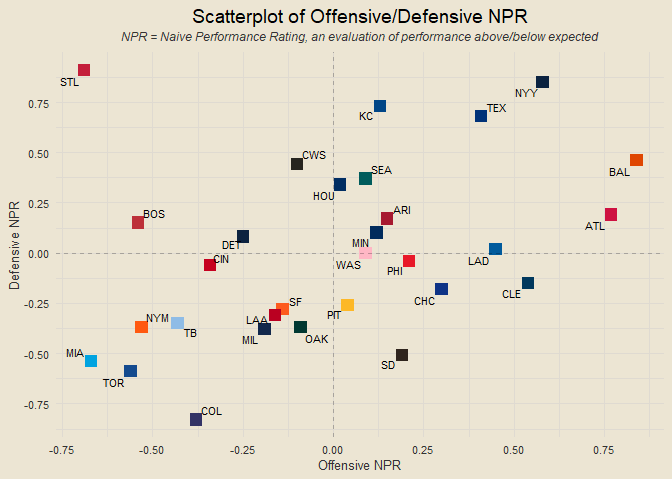 Scatterplot of Offensive/Defensive NPR
NPR = Naive Performance Rating, an evaluation of performance above/below expected
STL
NYY
0.75
KC
TEX
0.50
CWS
BAL
SEA
HOU
0.25
BOS
ARI
ATL
DET
MIN
0.00
CIN
WAS
PHI
LAD
CHC
CLE
-0.25
SF
NYM
LAA
PIT
TB
MIL
OAK
-0.50
MIA
SD
TOR
-0.75
COL
Defensive NPR
-0.75 -0.50 -0.25 0.00 0.25 0.50 0.75
Offensive NPR